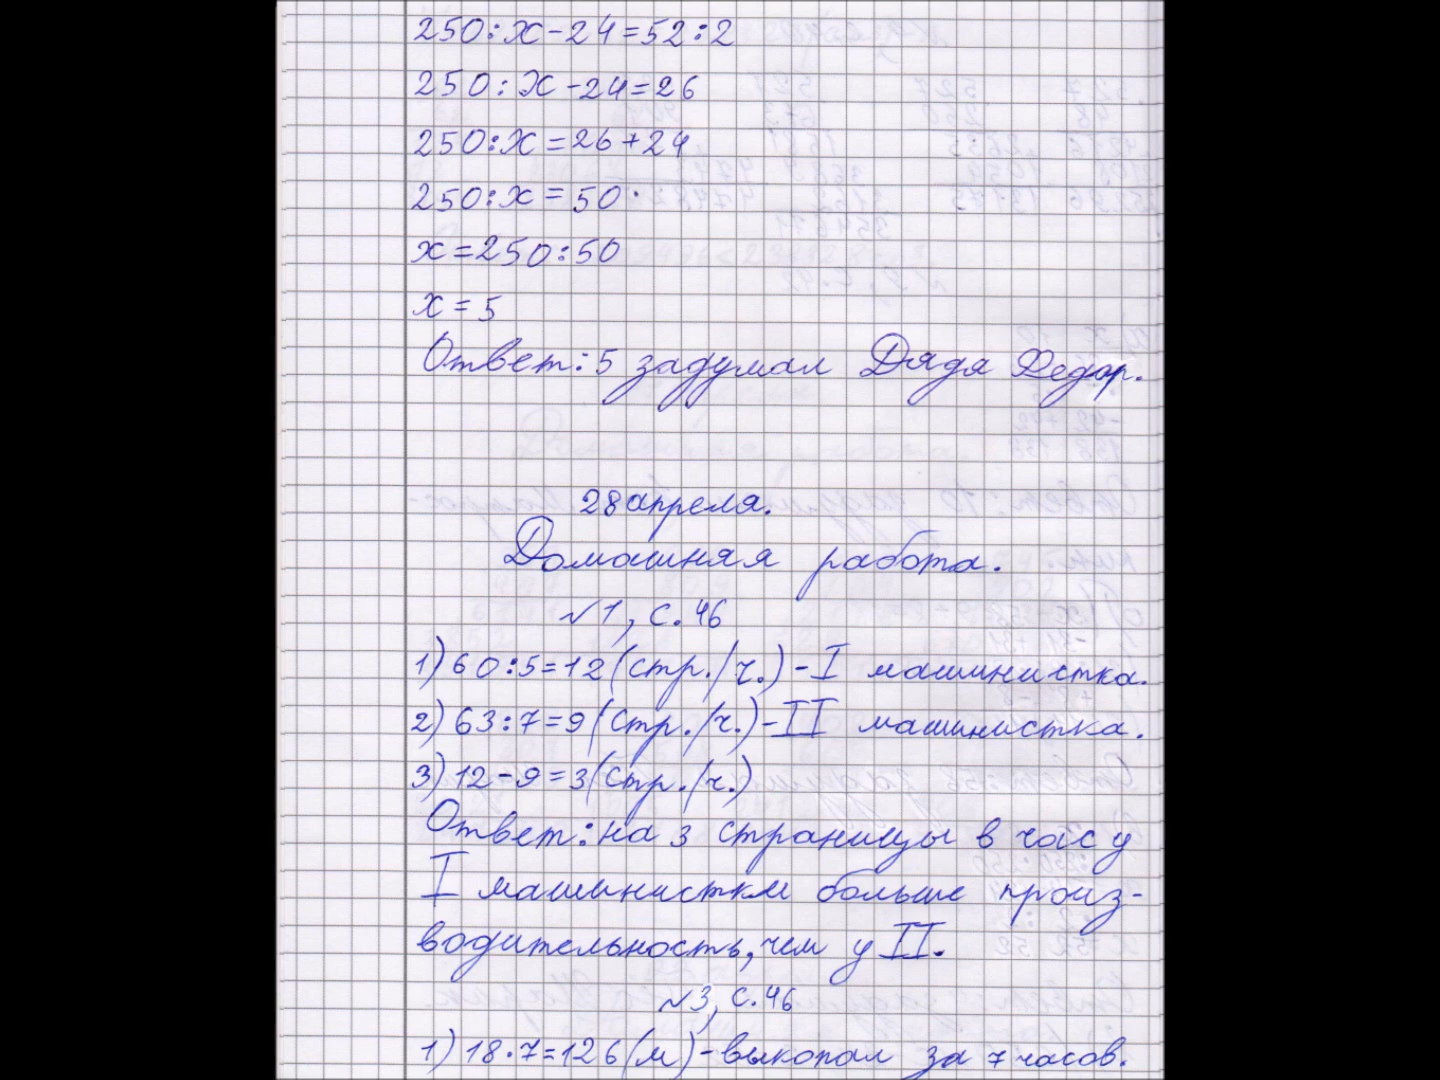 250:x-24=52:2
250:x-24=26
250:x=26+24
250:x=50
x=250:50
x=5
Ответ: 5 задумал Дядя Федор.
28 апреля.
Домашняя работа.
№1, с.46
1) 60:5=12 (стр./ч.) - I машинистка.
2) 63:7=9 (стр./ч.) - II машинистка.
3) 12-9=3 (стр./ч.)
Ответ: на 3 страницы в час у
I машинистки больше произ-
водительность, чем у II.
№3, с.46
1) 18·7=126 (м) - выкопал за 7 часов.